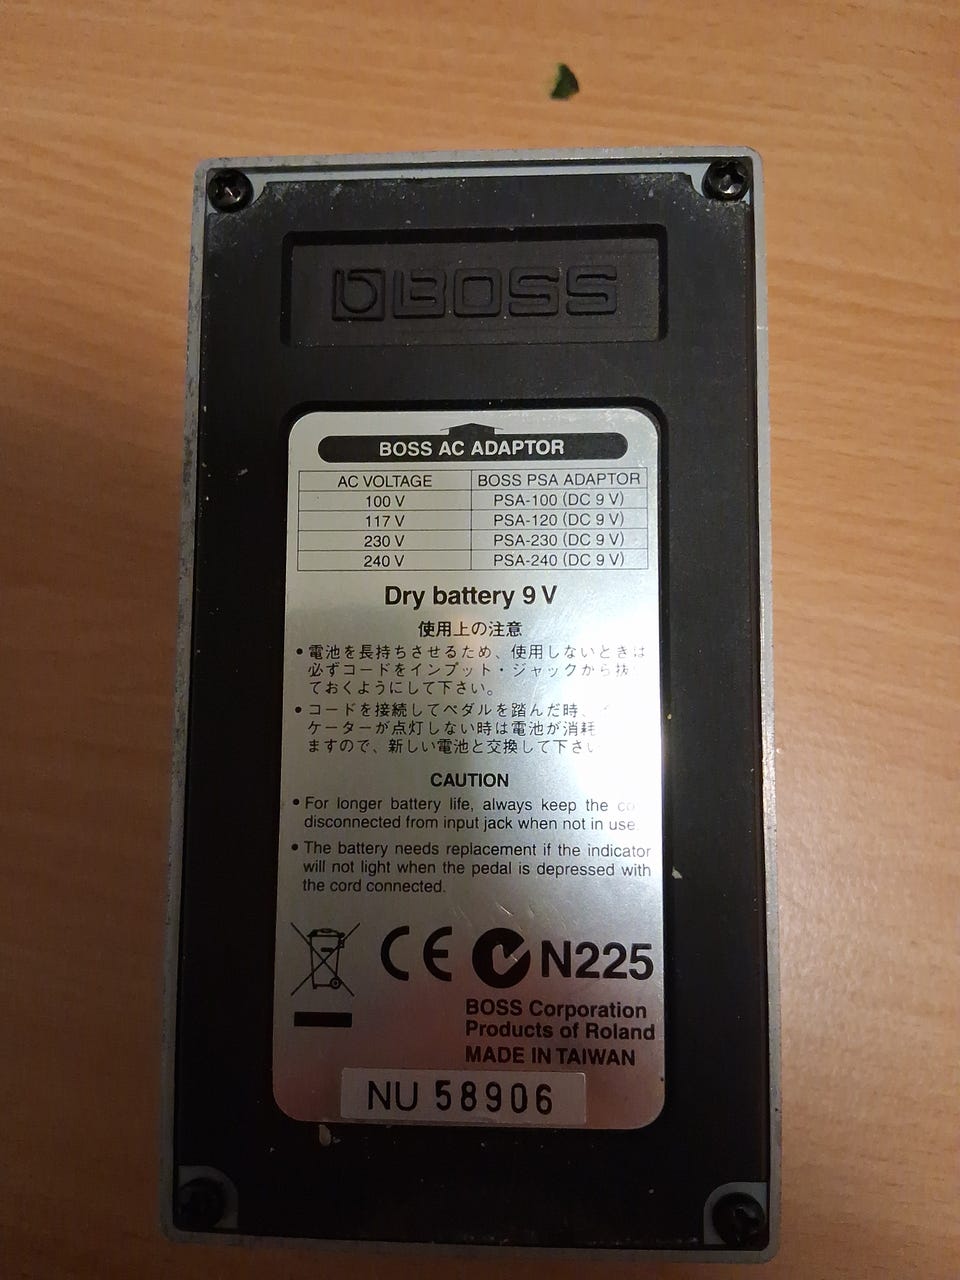 BOSS
BOSS AC ADAPTOR
AC VOLTAGE BOSS PSA ADAPTOR
100 V PSA-100 (DC 9 V)
117 V PSA-120 (DC 9 V)
230 V PSA-230 (DC 9 V)
240 V PSA-240 (DC 9 V)
Dry battery 9 V
使用上の注意
• 電池を長持ちさせるため、使用しないときは
必ずコードをインプット・ジャックから抜
ておくようにして下さい。
• コードを接続してペダルを踏んだ時、
ケーターが点灯しない時は電池が消耗
ますので、新しい電池と交換して下さい
CAUTION
• For longer battery life, always keep the
disconnected from input jack when not in use
• The battery needs replacement if the indicator
will not light when the pedal is depressed with
the cord connected.
CE N225
BOSS Corporation
Products of Roland
MADE IN TAIWAN
NU 58906